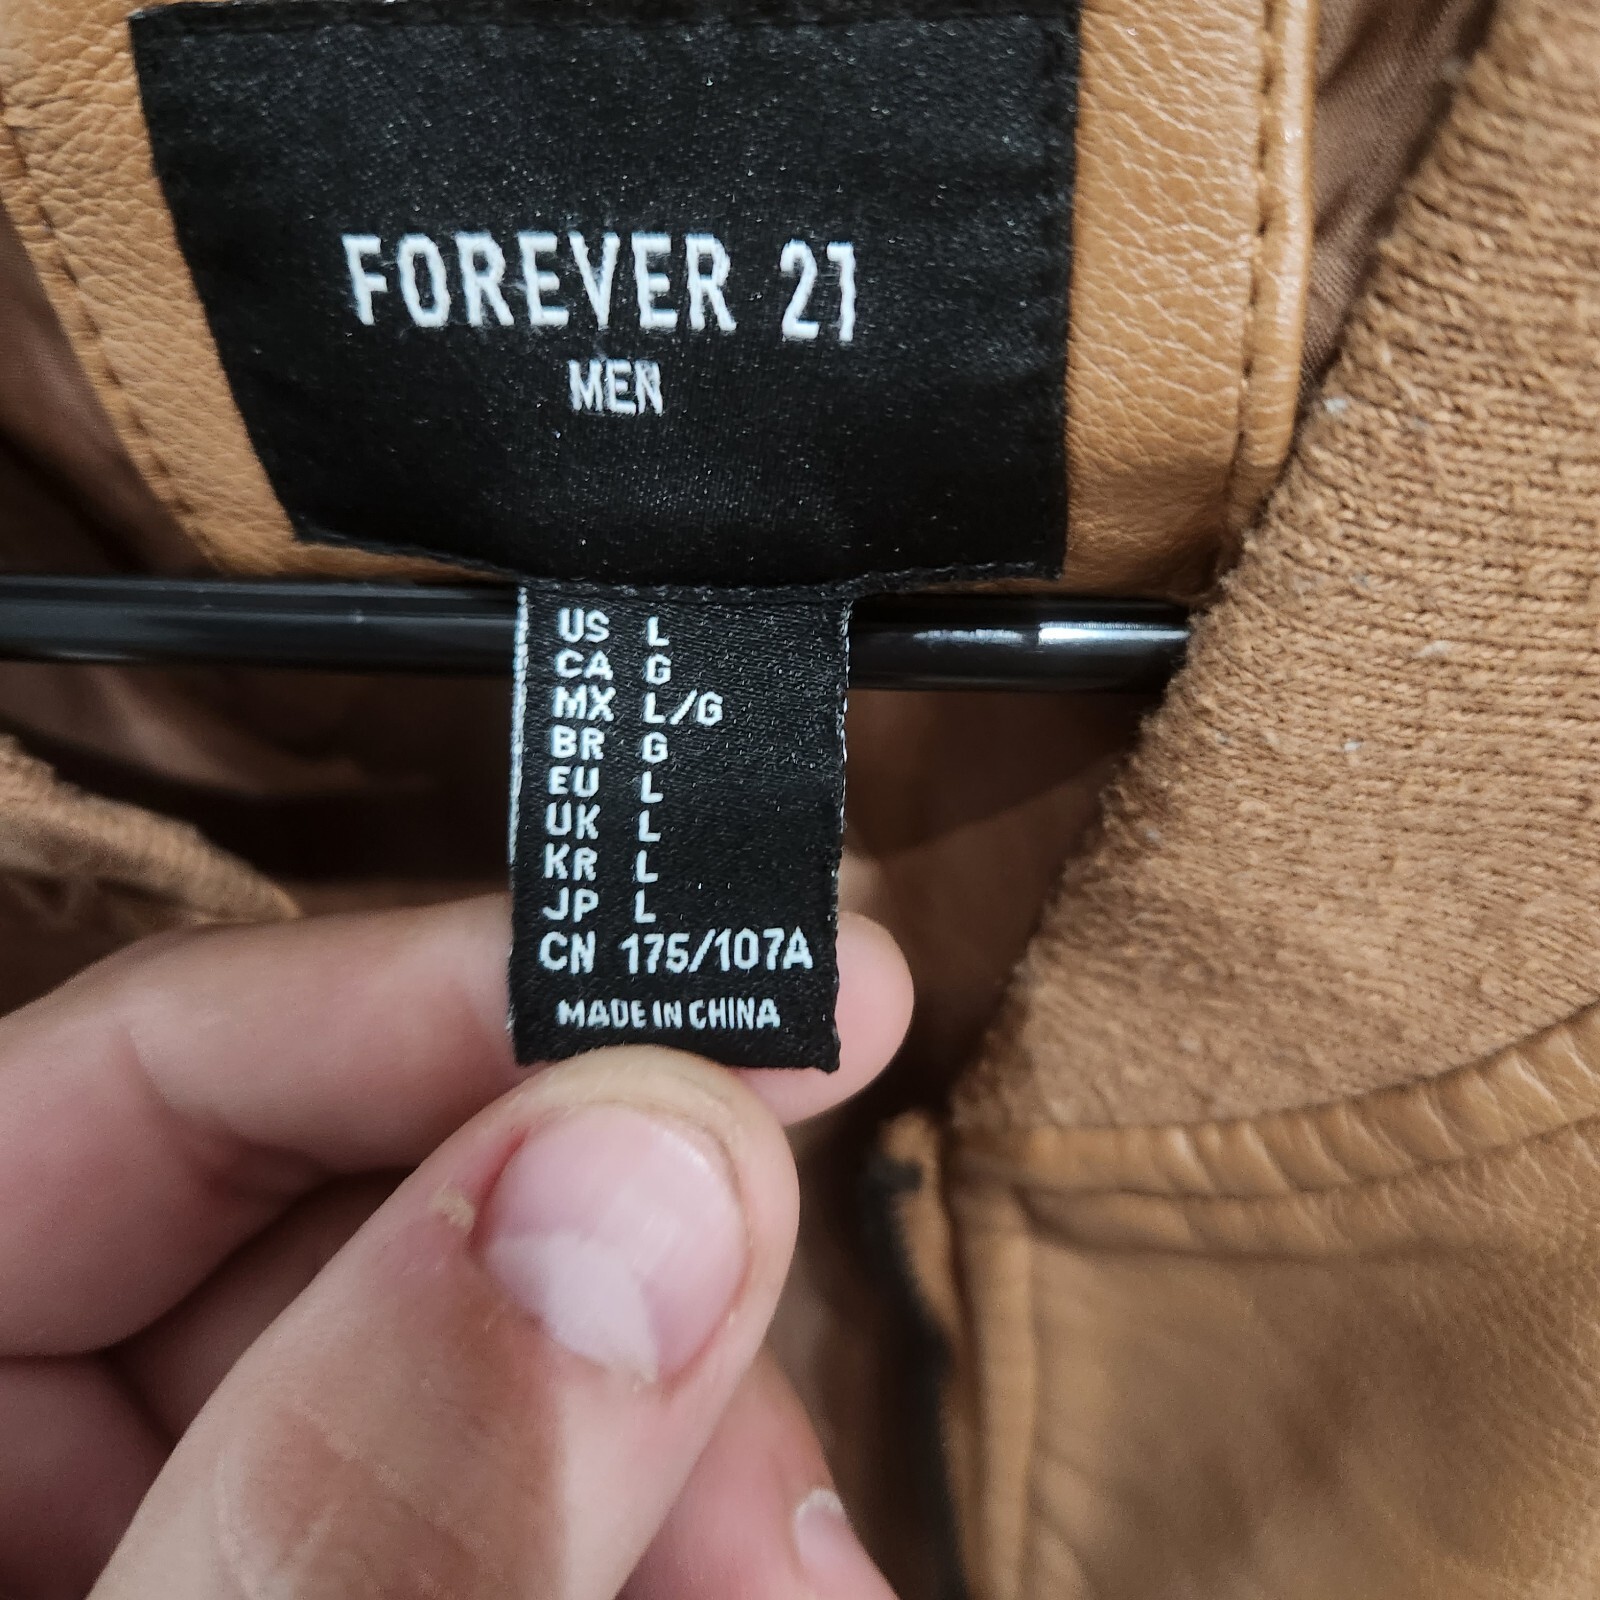 FOREVER 21
MEN
US L
CA G
MX L/G
BR G
EU L
UK L
KR L
JP L
CN 175/107A
MADE IN CHINA